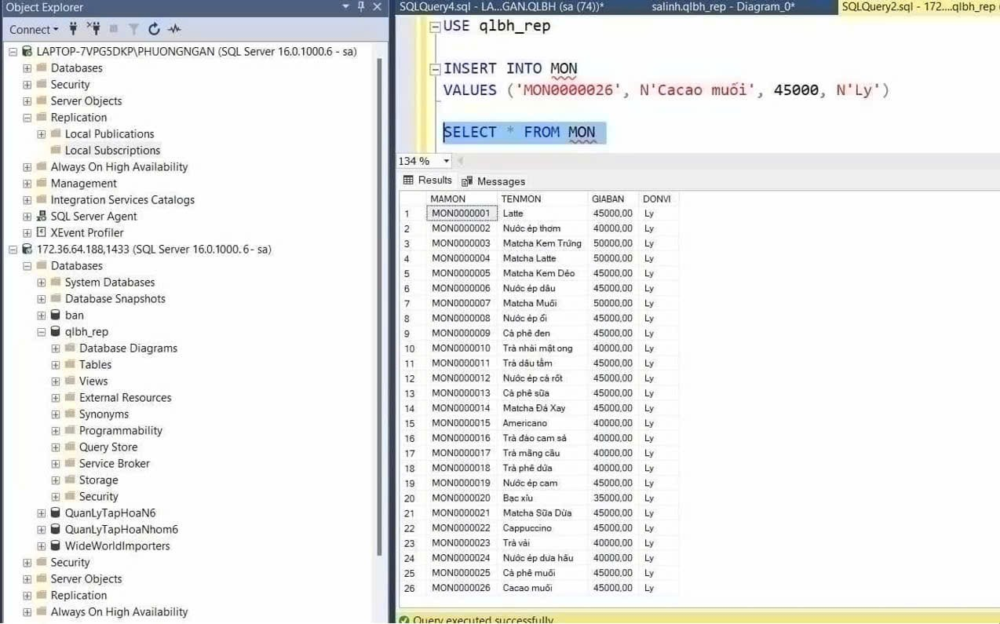 Object Explorer
Connect
LAPTOP-7VPG5DKP\PHUONGNGAN (SQL Server 16.0.1000.6 - sa)
Databases
Security
Server Objects
Replication
Local Publications
Local Subscriptions
Always On High Availability
Management
Integration Services Catalogs
SQL Server Agent
XEvent Profiler
172.36.64.188,1433 (SQL Server 16.0.1000.6 - sa)
Databases
System Databases
Database Snapshots
ban
qlbh_rep
Database Diagrams
Tables
Views
External Resources
Synonyms
Programmability
Query Store
Service Broker
Storage
Security
QuanLyTapHoaN6
QuanLyTapHoaNhom6
WideWorldImporters
Security
Server Objects
Replication
Always On High Availability
SQLQuery4.sql - LA...GAN.QLBH (sa (74))* salinh.qlbh_rep - Diagram_0* SQLQuery2.sql - 172....qlbh_rep (
USE qlbh_rep
INSERT INTO MON
VALUES ('MON0000026', N'Cacao muối', 45000, N'Ly')
SELECT * FROM MON
134 %
Results Messages
MAMON TENMON GIABAN DONVI
1 MON0000001 Latte 45000,00 Ly
2 MON0000002 Nước ép thơm 40000,00 Ly
3 MON0000003 Matcha Kem Trứng 50000,00 Ly
4 MON0000004 Matcha Latte 50000,00 Ly
5 MON0000005 Matcha Kem Dẻo 45000,00 Ly
6 MON0000006 Nước ép dâu 45000,00 Ly
7 MON0000007 Matcha Muối 50000,00 Ly
8 MON0000008 Nước ép ổi 45000,00 Ly
9 MON0000009 Cà phê đen 45000,00 Ly
10 MON0000010 Trà nhài mật ong 40000,00 Ly
11 MON0000011 Trà dâu tằm 45000,00 Ly
12 MON0000012 Nước ép cà rốt 45000,00 Ly
13 MON0000013 Cà phê sữa 45000,00 Ly
14 MON0000014 Matcha Đá Xay 45000,00 Ly
15 MON0000015 Americano 40000,00 Ly
16 MON0000016 Trà đào cam sả 40000,00 Ly
17 MON0000017 Trà mãng cầu 40000,00 Ly
18 MON0000018 Trà phê dứa 40000,00 Ly
19 MON0000019 Nước ép cam 45000,00 Ly
20 MON0000020 Bạc xỉu 35000,00 Ly
21 MON0000021 Matcha Sữa Dừa 45000,00 Ly
22 MON0000022 Cappuccino 45000,00 Ly
23 MON0000023 Trà vải 40000,00 Ly
24 MON0000024 Nước ép dưa hấu 40000,00 Ly
25 MON0000025 Cà phê muối 45000,00 Ly
26 MON0000026 Cacao muối 45000,00 Ly
Query executed successfully